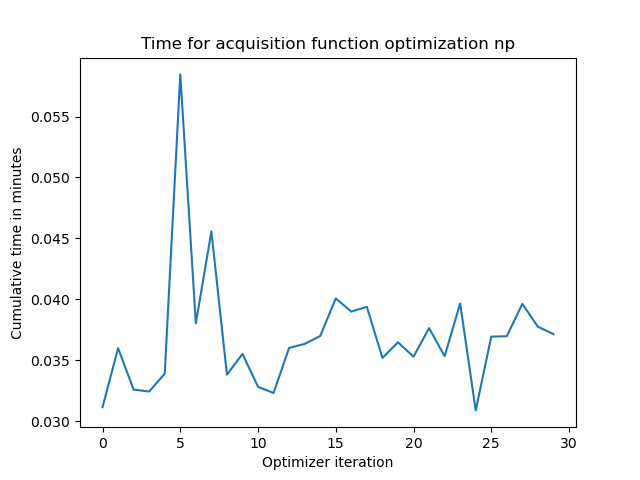 Time for acquisition function optimization np
Cumulative time in minutes
0.055
0.050
0.045
0.040
0.035
0.030
0 5 10 15 20 25 30
Optimizer iteration